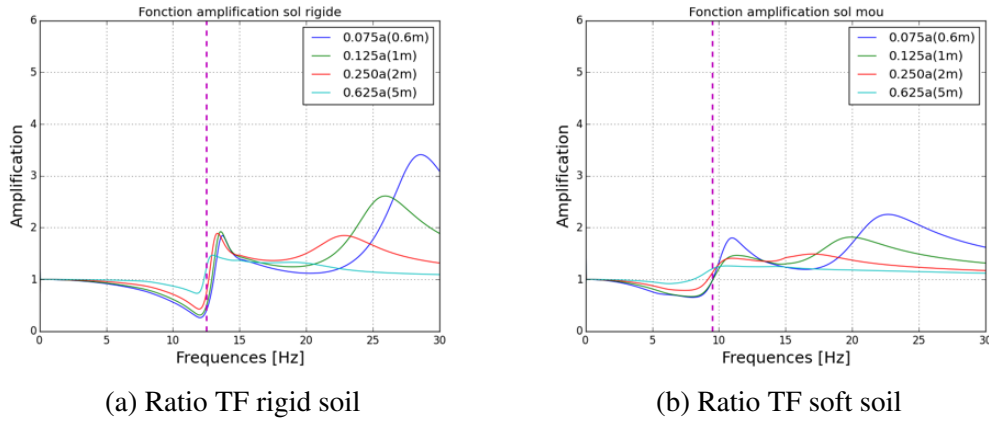 Fonction amplification sol rigide
6
5
4
3
2
1
0
Amplification
0.075a(0.6m)
0.125a(1m)
0.250a(2m)
0.625a(5m)
0 5 10 15 20 25 30
Frequences [Hz]
(a) Ratio TF rigid soil
Fonction amplification sol mou
6
5
4
3
2
1
0
Amplification
0.075a(0.6m)
0.125a(1m)
0.250a(2m)
0.625a(5m)
0 5 10 15 20 25 30
Frequences [Hz]
(b) Ratio TF soft soil